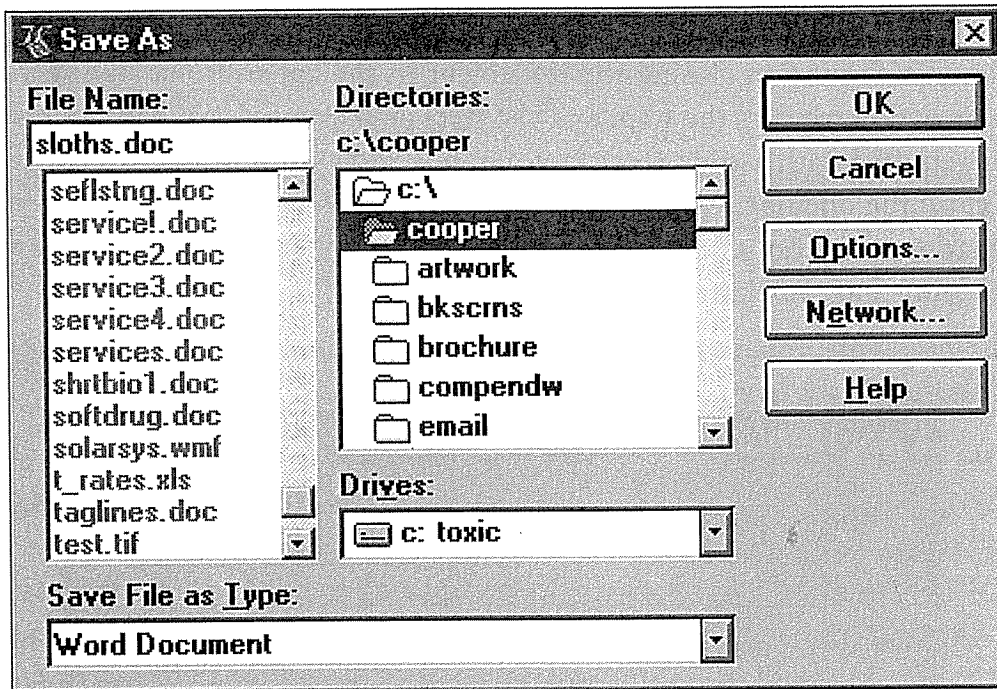 Save As
File Name:
sloths.doc
seflstng.doc
service!.doc
service2.doc
service3.doc
service4.doc
services.doc
shrtbio1.doc
softdrug.doc
solarsys.wmf
t_rates.xls
taglines.doc
test.tif
Save File as Type:
Word Document
Directories:
c:\cooper
c:\
cooper
artwork
bkscrns
brochure
compendw
email
Drives:
c: toxic
OK
Cancel
Options...
Network...
Help